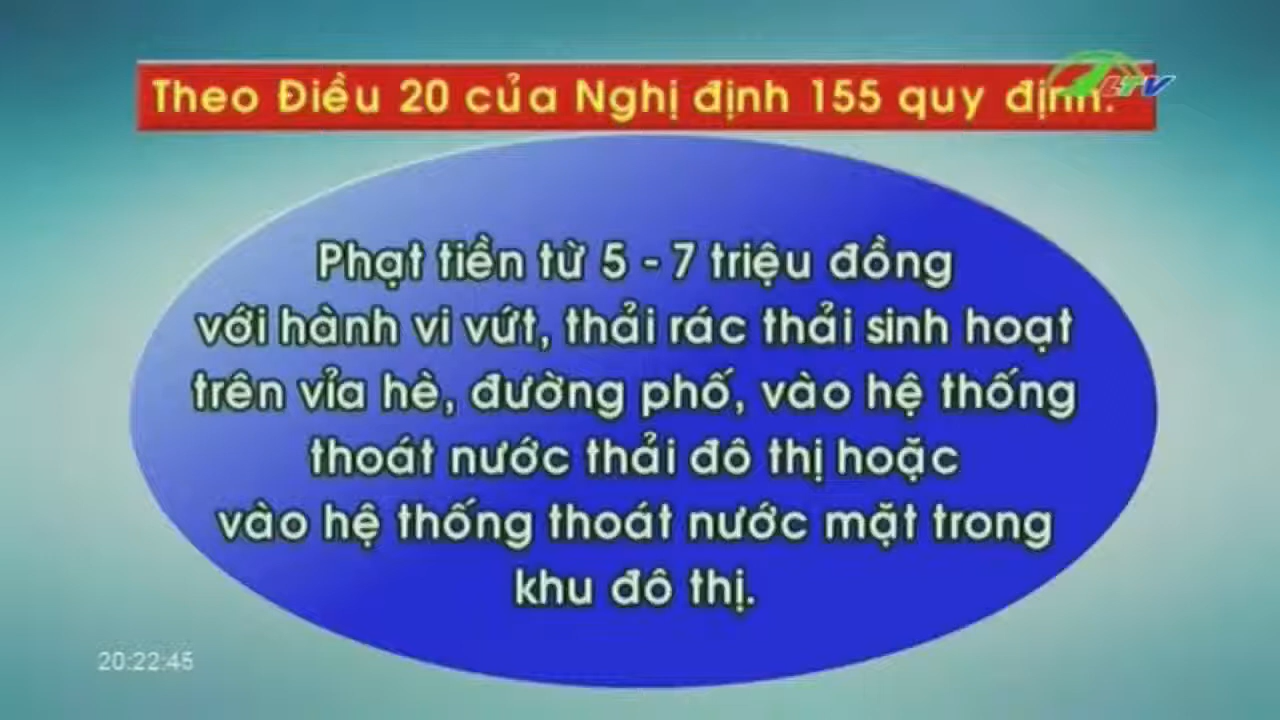 Theo Điều 20 của Nghị định 155 quy định:
LTV
Phạt tiền từ 5 - 7 triệu đồng
với hành vi vứt, thải rác thải sinh hoạt
trên vỉa hè, đường phố, vào hệ thống
thoát nước thải đô thị hoặc
vào hệ thống thoát nước mặt trong
khu đô thị.
20:22:45